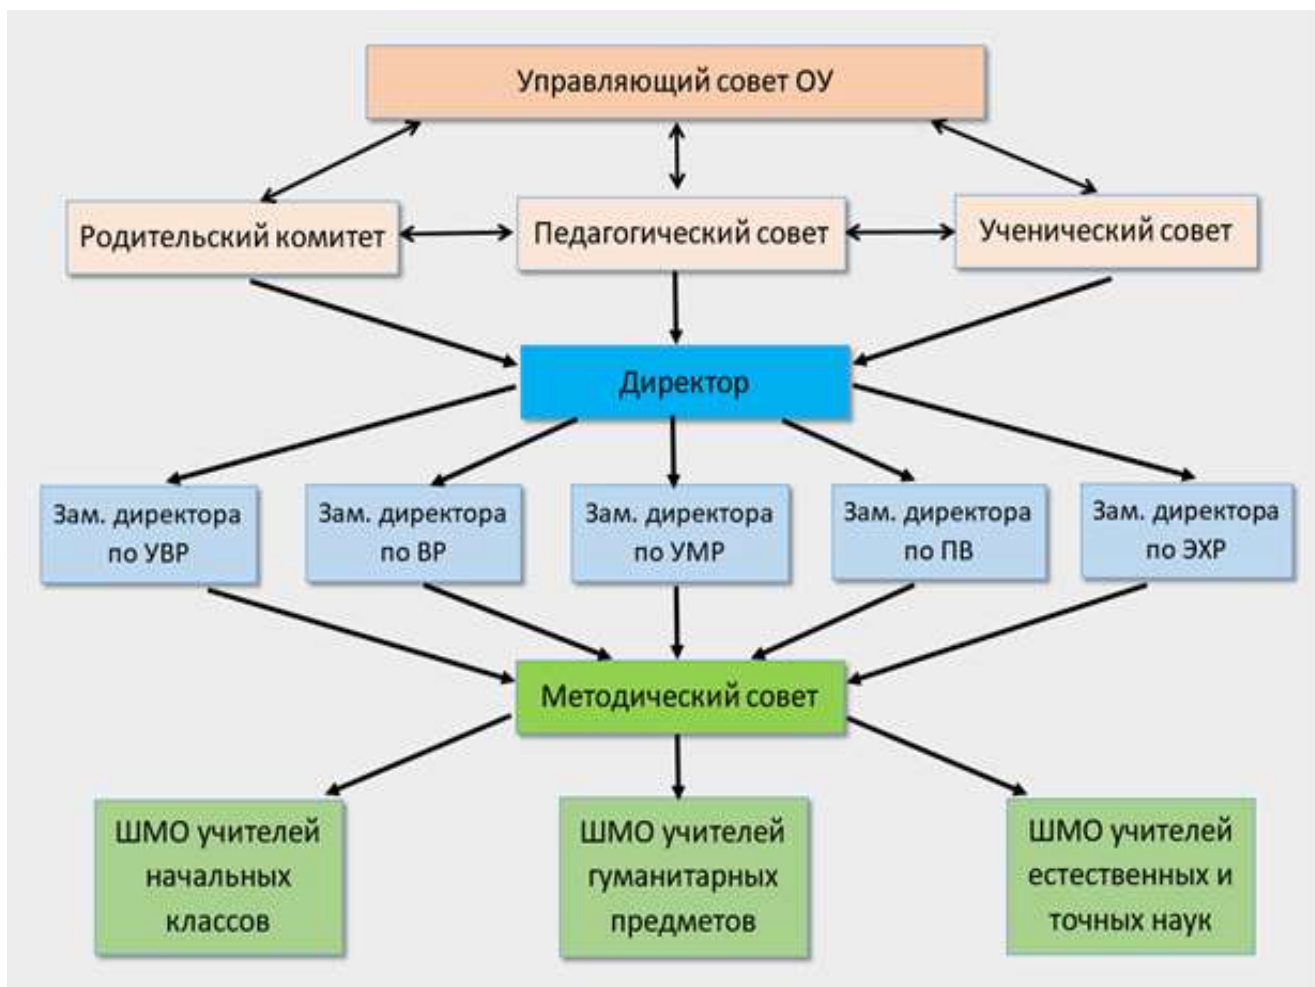 Управляющий совет ОУ
Родительский комитет
Педагогический совет
Ученический совет
Директор
Зам. директора
по УВР
Зам. директора
по ВР
Зам. директора
по УМР
Зам. директора
по ПВ
Зам. директора
по ЭХР
Методический совет
ШМО учителей
начальных
классов
ШМО учителей
гуманитарных
предметов
ШМО учителей
естественных и
точных наук